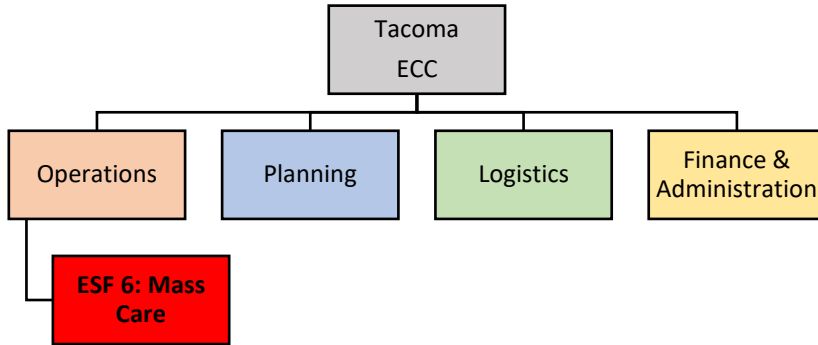 Tacoma
ECC
Operations
Planning
Logistics
Finance &
Administration
ESF 6: Mass
Care